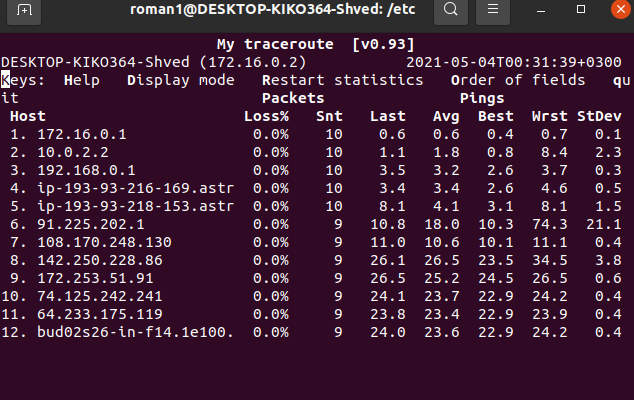 roman1@DESKTOP-KIKO364-Shved: /etc
My traceroute  [v0.93]
DESKTOP-KIKO364-Shved (172.16.0.2)            2021-05-04T00:31:39+0300
Keys:  Help   Display mode   Restart statistics   Order of fields   qu
it                           Packets               Pings
Host                         Loss%   Snt   Last   Avg  Best  Wrst StDev
1. 172.16.0.1                0.0%    10    0.6   0.6   0.4   0.7   0.1
2. 10.0.2.2                  0.0%    10    1.1   1.8   0.8   8.4   2.3
3. 192.168.0.1               0.0%    10    3.5   3.2   2.6   3.7   0.3
4. ip-193-93-216-169.astr    0.0%    10    3.4   3.4   2.6   4.6   0.5
5. ip-193-93-218-153.astr    0.0%    10    8.1   4.1   3.1   8.1   1.5
6. 91.225.202.1              0.0%     9   10.8  18.0  10.3  74.3  21.1
7. 108.170.248.130           0.0%     9   11.0  10.6  10.1  11.1   0.4
8. 142.250.228.86            0.0%     9   26.1  26.5  23.5  34.5   3.8
9. 172.253.51.91             0.0%     9   26.5  25.2  24.5  26.5   0.6
10. 74.125.242.241           0.0%     9   24.1  23.7  22.9  24.2   0.4
11. 64.233.175.119           0.0%     9   23.8  23.4  22.9  23.9   0.4
12. bud02s26-in-f14.1e100.   0.0%     9   24.0  23.6  22.9  24.2   0.4